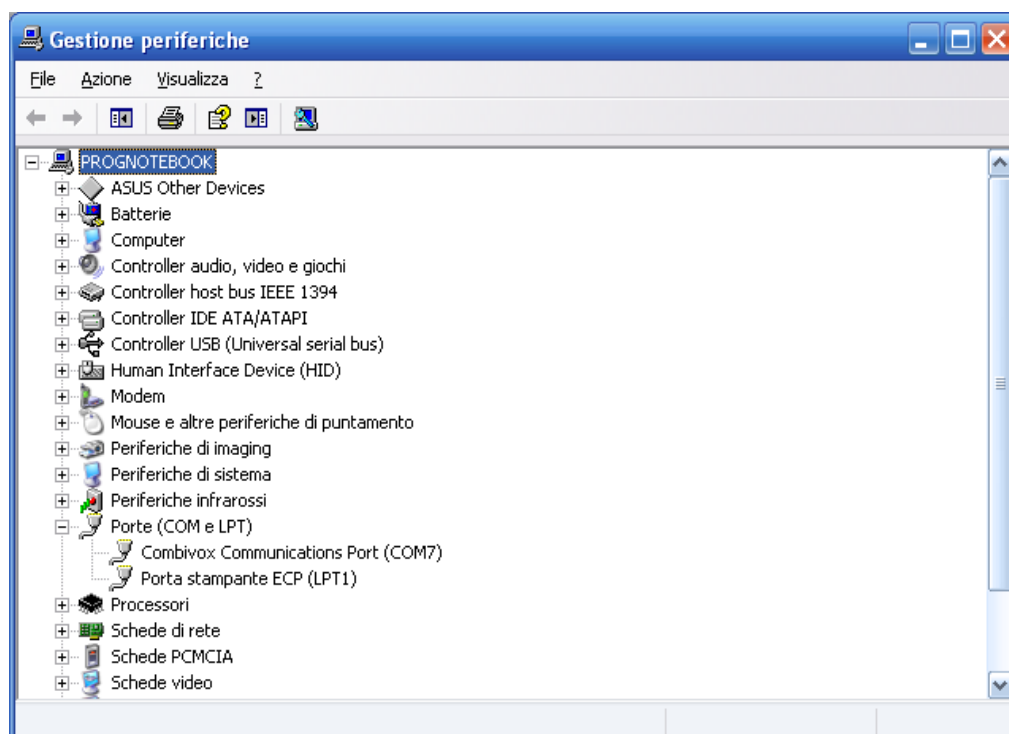 Gestione periferiche
File Azione Visualizza ?
PROGNOTEBOOK
ASUS Other Devices
Batterie
Computer
Controller audio, video e giochi
Controller host bus IEEE 1394
Controller IDE ATA/ATAPI
Controller USB (Universal serial bus)
Human Interface Device (HID)
Modem
Mouse e altre periferiche di puntamento
Periferiche di imaging
Periferiche di sistema
Periferiche infrarossi
Porte (COM e LPT)
Combivox Communications Port (COM7)
Porta stampante ECP (LPT1)
Processori
Schede di rete
Schede PCMCIA
Schede video